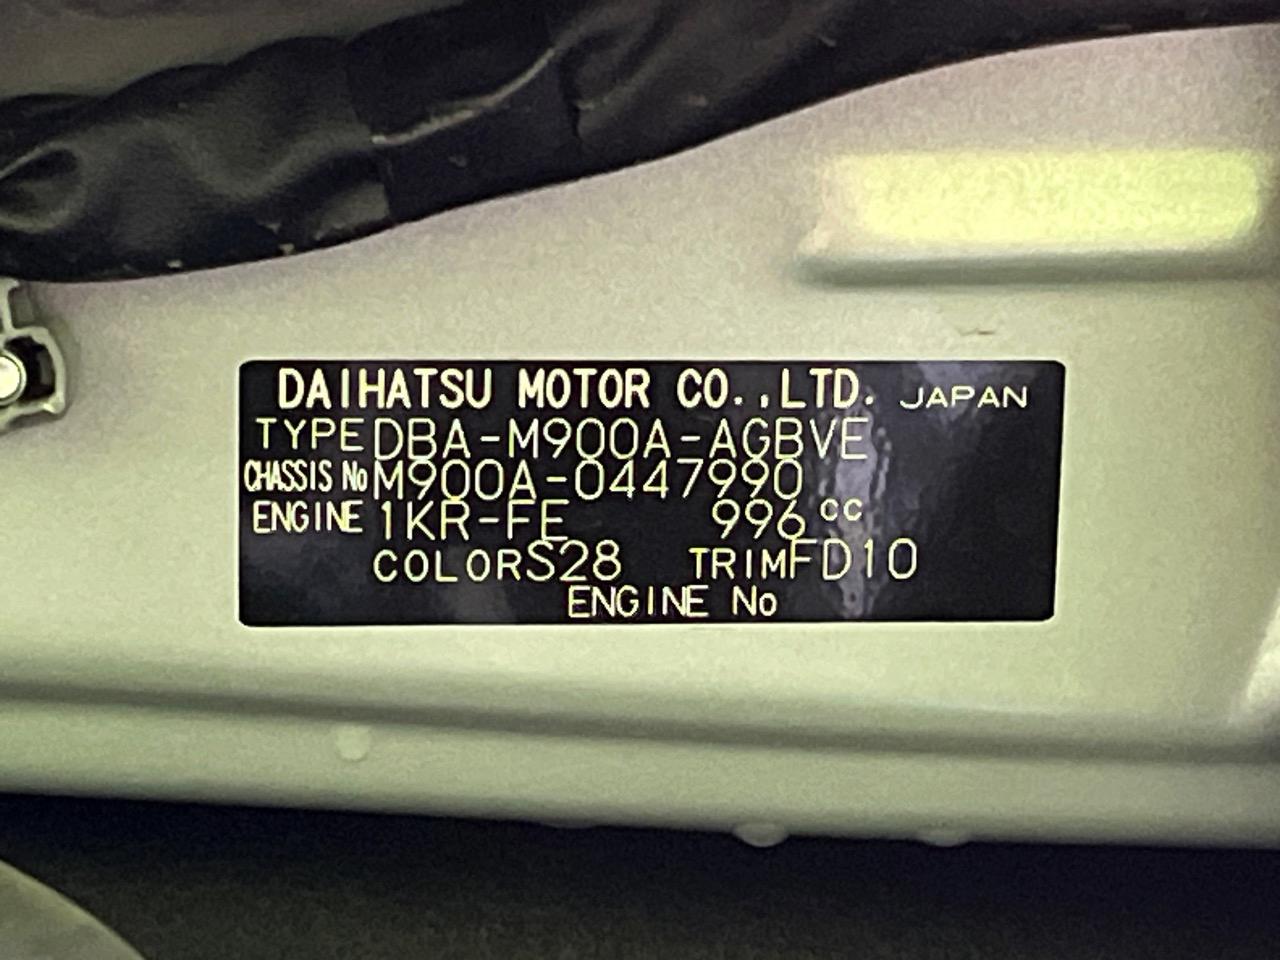 DAIHATSU MOTOR CO.,LTD. JAPAN
TYPE DBA-M900A-AGBVE
CHASSIS No M900A-0447990
ENGINE 1KR-FE 996 cc
COLOR S28 TRIM FD10
ENGINE No